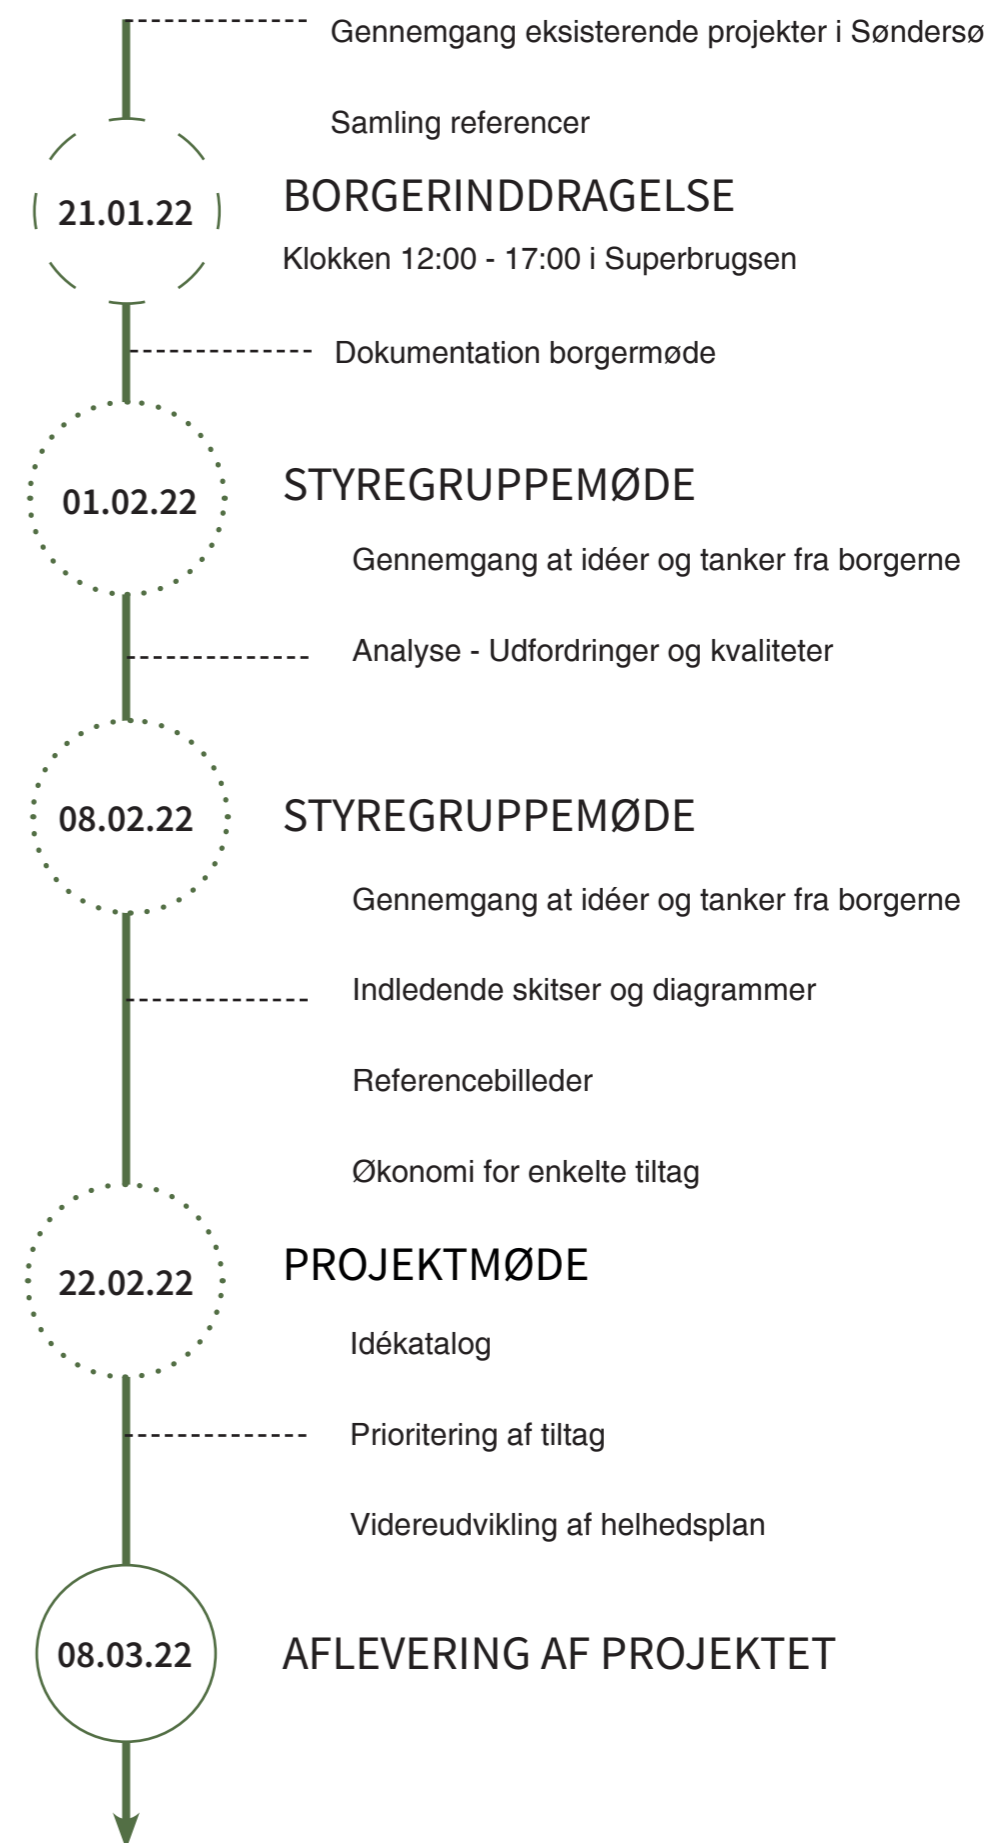 Gennemgang eksisterende projekter i Søndersø
Samling referencer
21.01.22
BORGERINDDRAGELSE
Klokken 12:00 - 17:00 i Superbrugsen
Dokumentation borgermøde
01.02.22
STYREGRUPPEMØDE
Gennemgang at idéer og tanker fra borgerne
Analyse - Udfordringer og kvaliteter
08.02.22
STYREGRUPPEMØDE
Gennemgang at idéer og tanker fra borgerne
Indledende skitser og diagrammer
Referencebilleder
Økonomi for enkelte tiltag
22.02.22
PROJEKTMØDE
Idékatalog
Prioritering af tiltag
Videreudvikling af helhedsplan
08.03.22
AFLEVERING AF PROJEKTET